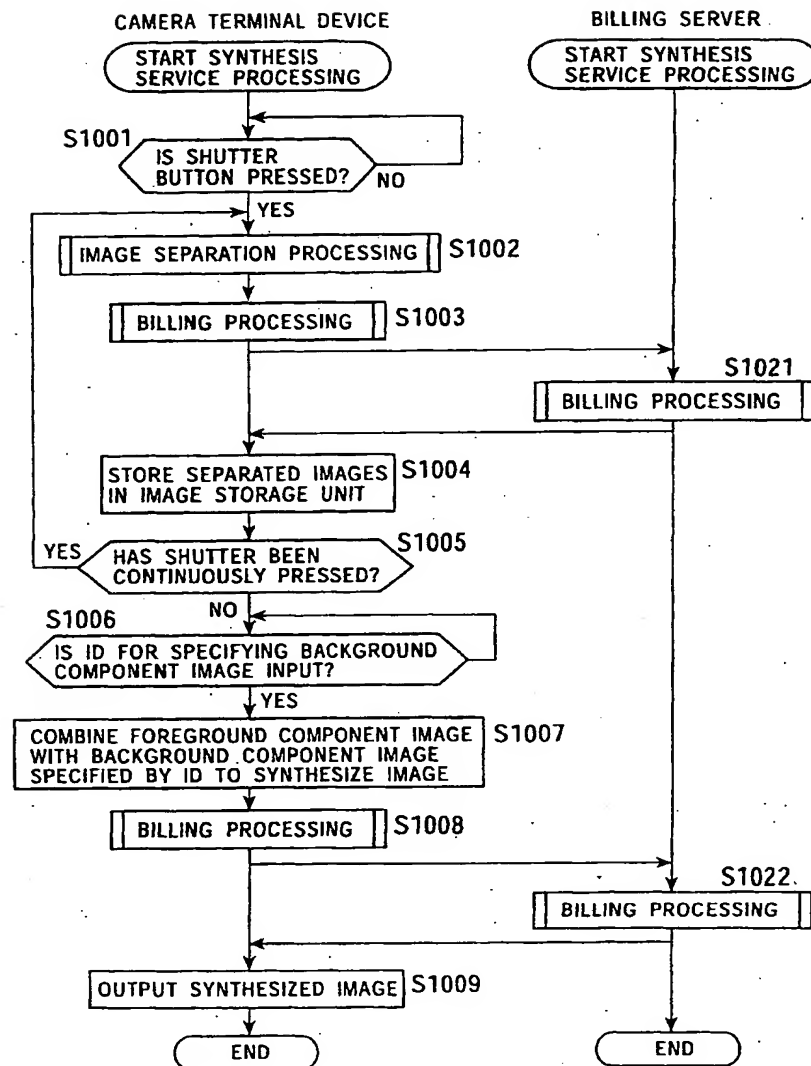 CAMERA TERMINAL DEVICE
BILLING SERVER
START SYNTHESIS
SERVICE PROCESSING
START SYNTHESIS
SERVICE PROCESSING
S1001
IS SHUTTER
BUTTON PRESSED?
NO
YES
IMAGE SEPARATION PROCESSING
S1002
BILLING PROCESSING
S1003
S1021
BILLING PROCESSING
STORE SEPARATED IMAGES
IN IMAGE STORAGE UNIT
S1004
YES
HAS SHUTTER BEEN
CONTINUOUSLY PRESSED?
S1005
NO
S1006
IS ID FOR SPECIFYING BACKGROUND
COMPONENT IMAGE INPUT?
YES
COMBINE FOREGROUND COMPONENT IMAGE
WITH BACKGROUND COMPONENT IMAGE
SPECIFIED BY ID TO SYNTHESIZE IMAGE
S1007
BILLING PROCESSING
S1008
S1022
BILLING PROCESSING
OUTPUT SYNTHESIZED IMAGE
S1009
END
END